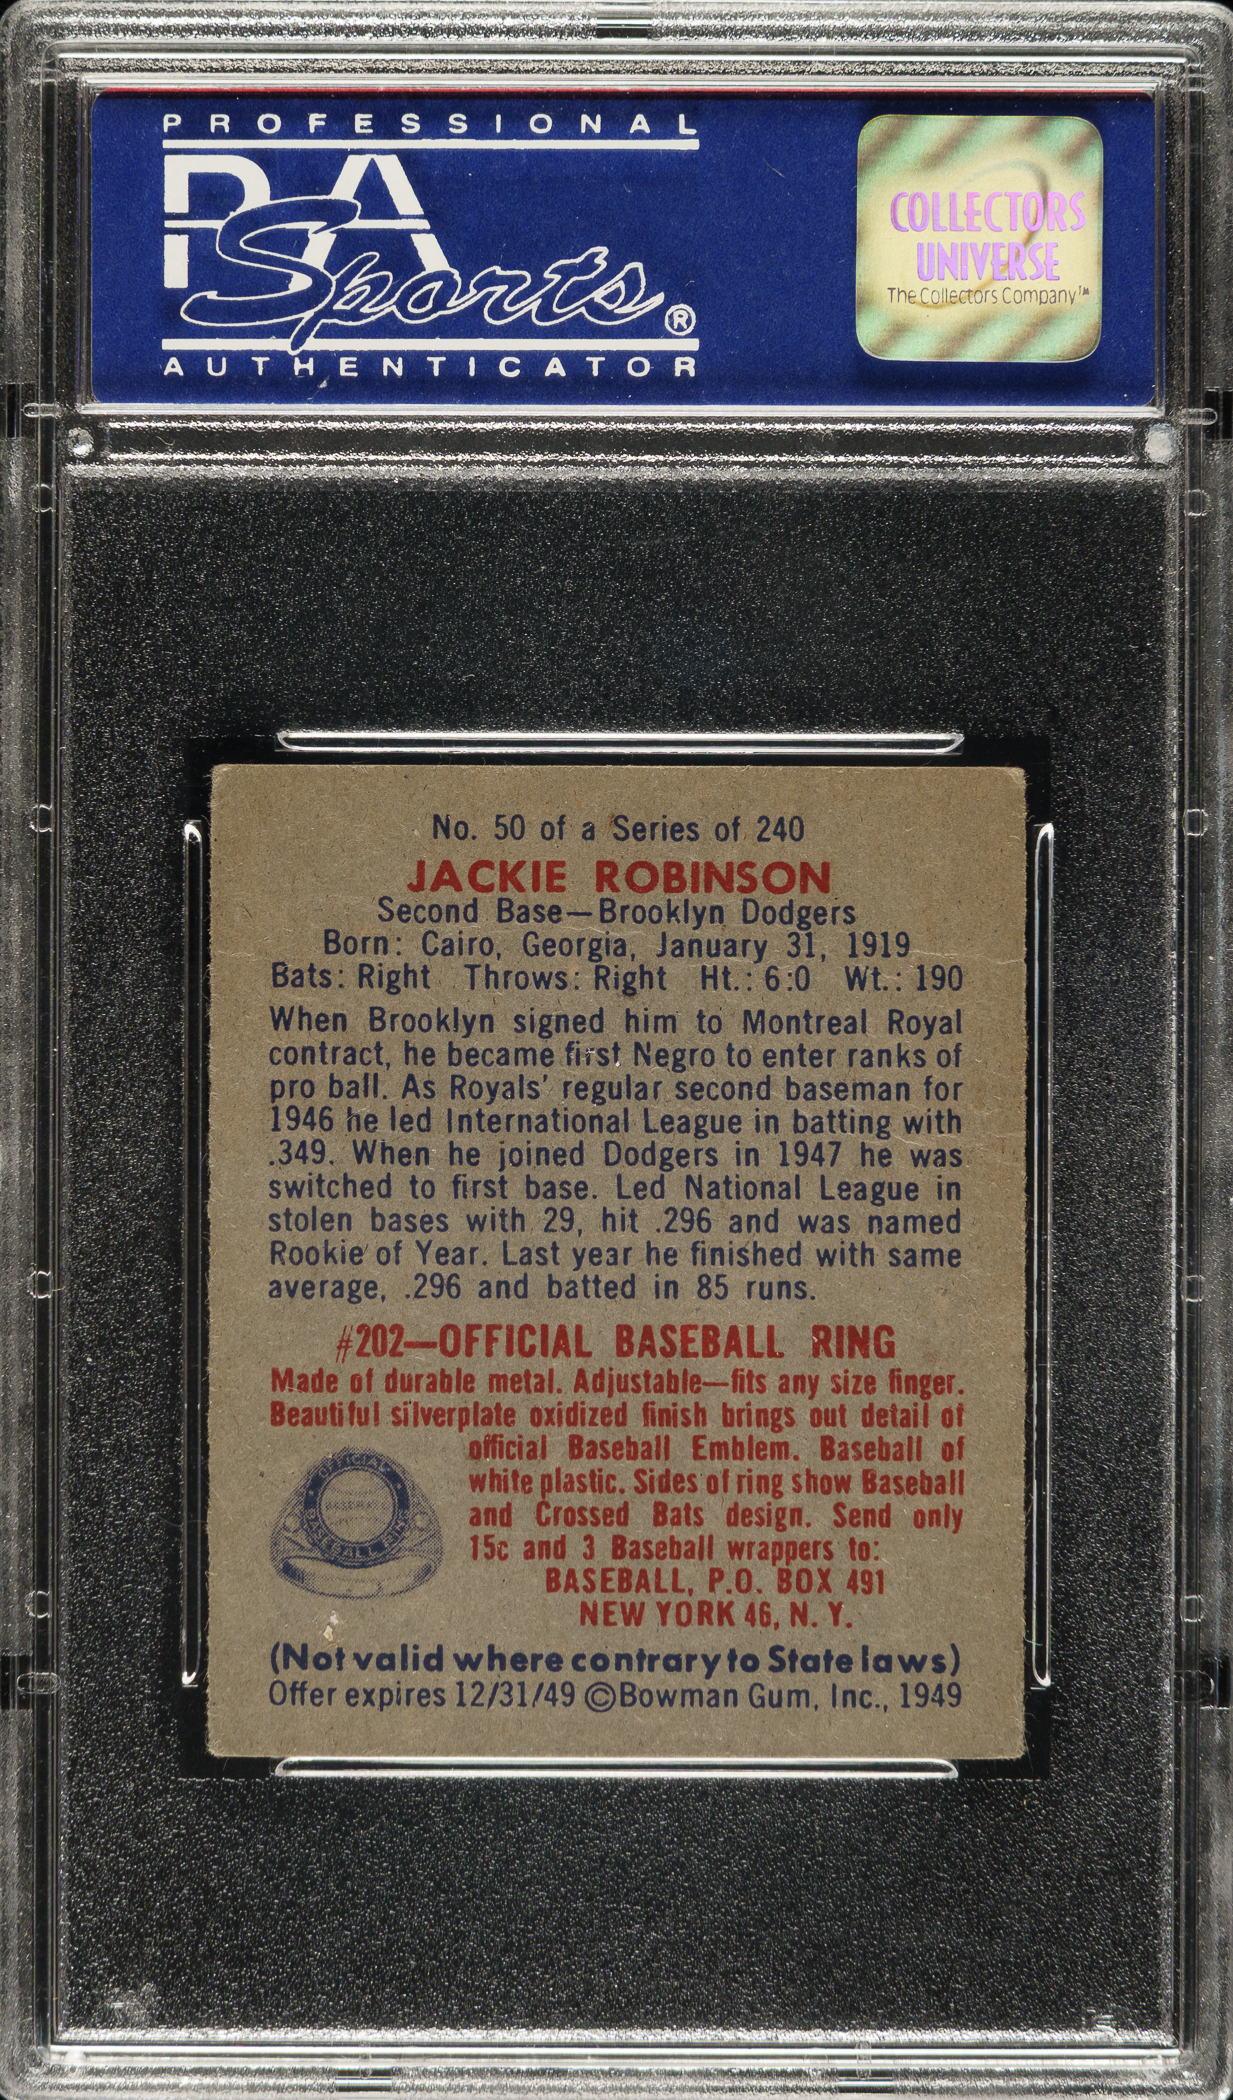 PROFESSIONAL
PSA
Sports®
AUTHENTICATOR
COLLECTORS
UNIVERSE
The Collectors Company™
No. 50 of a Series of 240
JACKIE ROBINSON
Second Base—Brooklyn Dodgers
Born: Cairo, Georgia, January 31, 1919
Bats: Right Throws: Right Ht.: 6:0 Wt.: 190
When Brooklyn signed him to Montreal Royal
contract, he became first Negro to enter ranks of
pro ball. As Royals' regular second baseman for
1946 he led International League in batting with
.349. When he joined Dodgers in 1947 he was
switched to first base. Led National League in
stolen bases with 29, hit .296 and was named
Rookie of Year. Last year he finished with same
average, .296 and batted in 85 runs.
#202—OFFICIAL BASEBALL RING
Made of durable metal. Adjustable—fits any size finger.
Beautiful silverplate oxidized finish brings out detail of
official Baseball Emblem. Baseball of
white plastic. Sides of ring show Baseball
and Crossed Bats design. Send only
15c and 3 Baseball wrappers to:
BASEBALL, P.O. BOX 491
NEW YORK 46, N. Y.
OFFICIAL
BASEBALL
(Not valid where contrary to State laws)
Offer expires 12/31/49 ©Bowman Gum, Inc., 1949